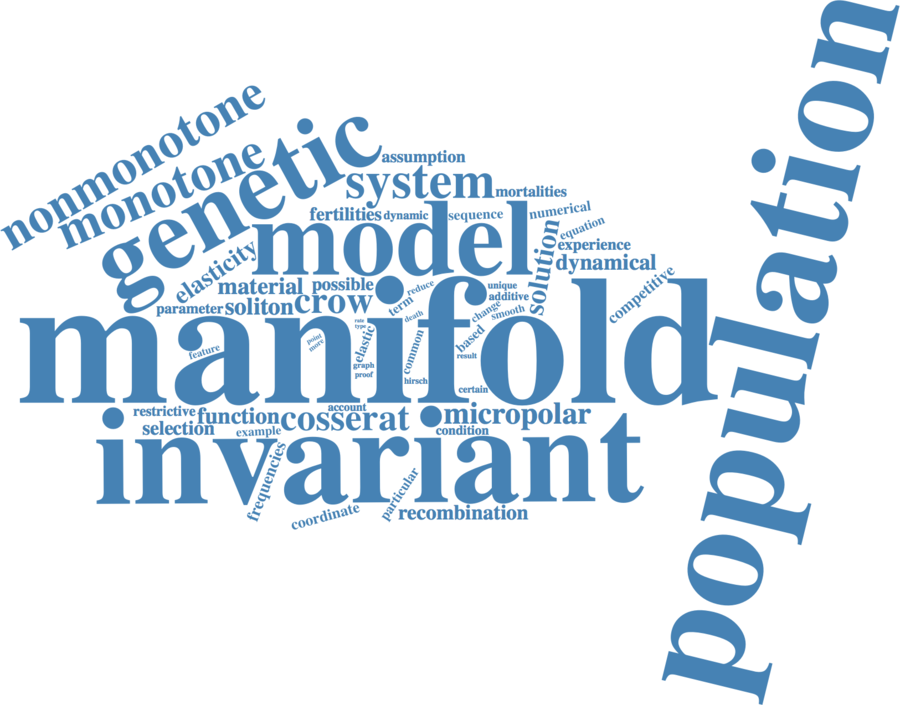 population
nonmonotone
monotone
genetic
assumption
system
mortalities
fertilities
dynamic
sequence
numerical
equation
model
solution
experience
dynamical
elasticity
material
possible
reduce
unique
additive
competitive
parameter
soliton
crow
term
death
change
smooth
manifold
feature
point
more
rate
type
elastic
graph
proof
common
hirsch
based
result
certain
restrictive
function
account
cosserat
micropolar
selection
example
condition
invariant
frequencies
coordinate
particular
recombination